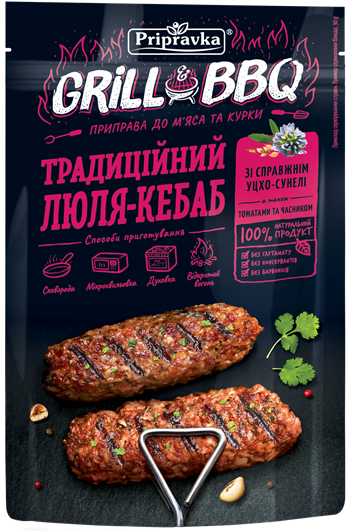 Pripravka®
GRILL & BBQ
ПРИПРАВА ДО М'ЯСА ТА КУРКИ
ТРАДИЦІЙНИЙ
ЛЮЛЯ-КЕБАБ
ЗІ СПРАВЖНІМ
УЦХО-СУНЕЛІ
ТОМАТАМИ ТА ЧАСНИКОМ
100% НАТУРАЛЬНИЙ
ПРОДУКТ
БЕЗ ГЛУТАМАТУ
БЕЗ КОНСЕРВАНТІВ
БЕЗ БАРВНИКІВ
Способи приготування
Сковорода
Мікрохвильовка
Духовка
Відкритий
вогонь